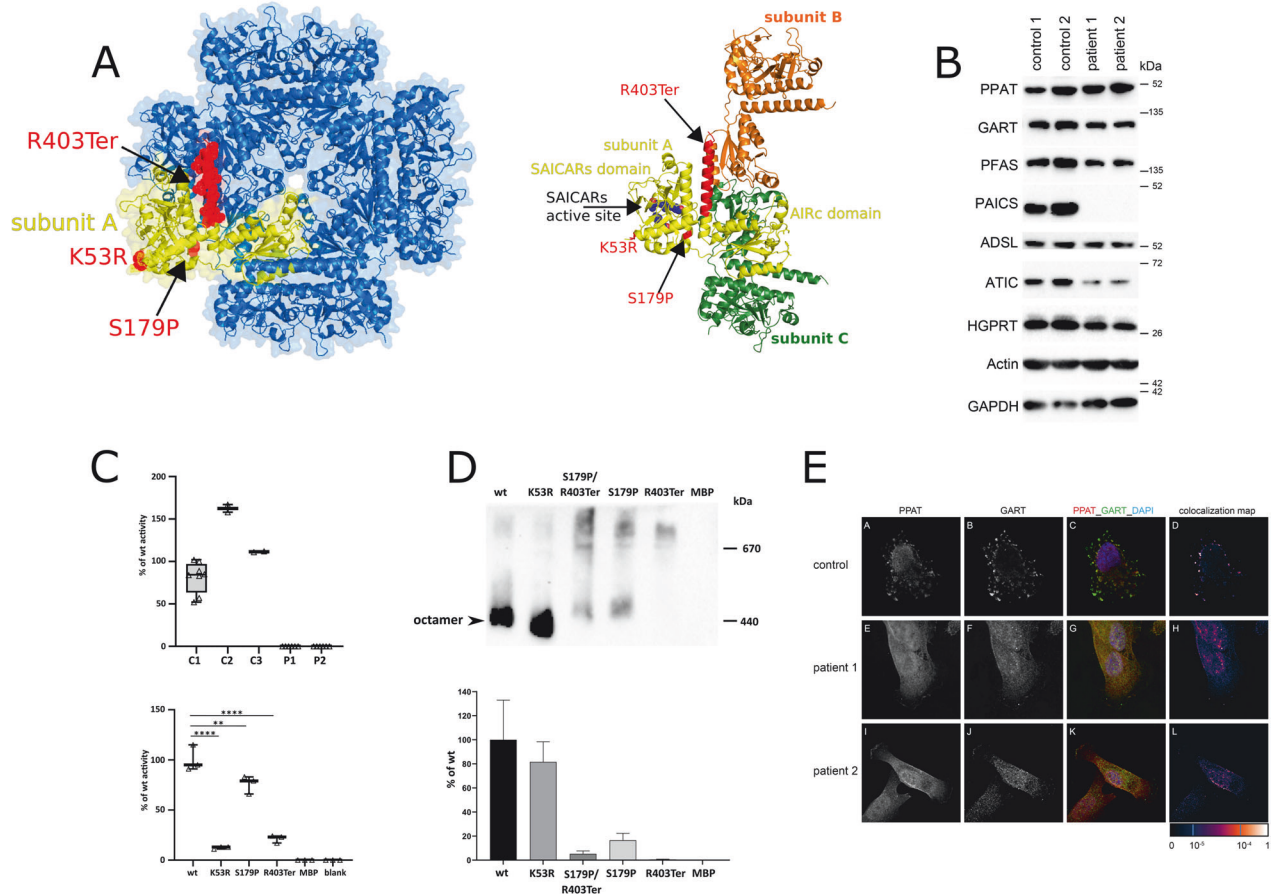 A
R403Ter
subunit A
K53R
S179P
subunit B
R403Ter
subunit A
SAICARs domain
SAICARs
active site
AIRc domain
K53R
S179P
subunit C
B
control 1
control 2
patient 1
patient 2
kDa
PPAT
52
135
GART
PFAS
135
52
PAICS
ADSL
52
72
ATIC
HGPRT
26
Actin
42
42
GAPDH
C
% of wt activity
200
150
100
50
0
C1 C2 C3 P1 P2
% of wt activity
150
100
50
0
**** 
**
****
wt K53R S179P R403Ter MBP blank
D
S179P/
wt K53R R403Ter S179P R403Ter MBP
kDa
670
octamer
440
% of wt
140
120
100
80
60
40
20
0
wt K53R S179P/ S179P R403Ter MBP
R403Ter
E
PPAT GART PPAT_GART_DAPI colocalization map
control
A B C D
patient 1
E F G H
patient 2
I J K L
0 10⁻⁵ 10⁻⁴ 1